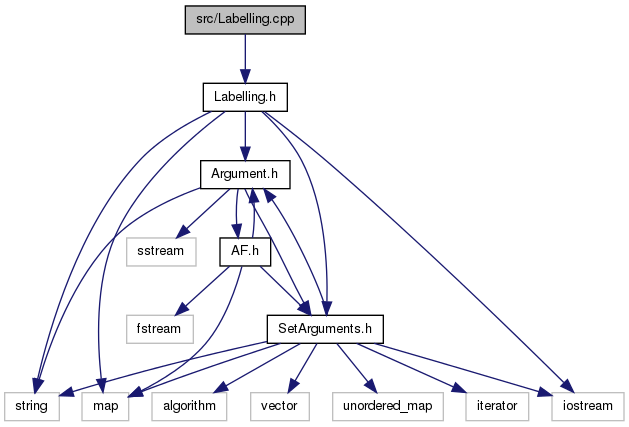 src/Labelling.cpp
Labelling.h
Argument.h
sstream
AF.h
fstream
SetArguments.h
string
map
algorithm
vector
unordered_map
iterator
iostream